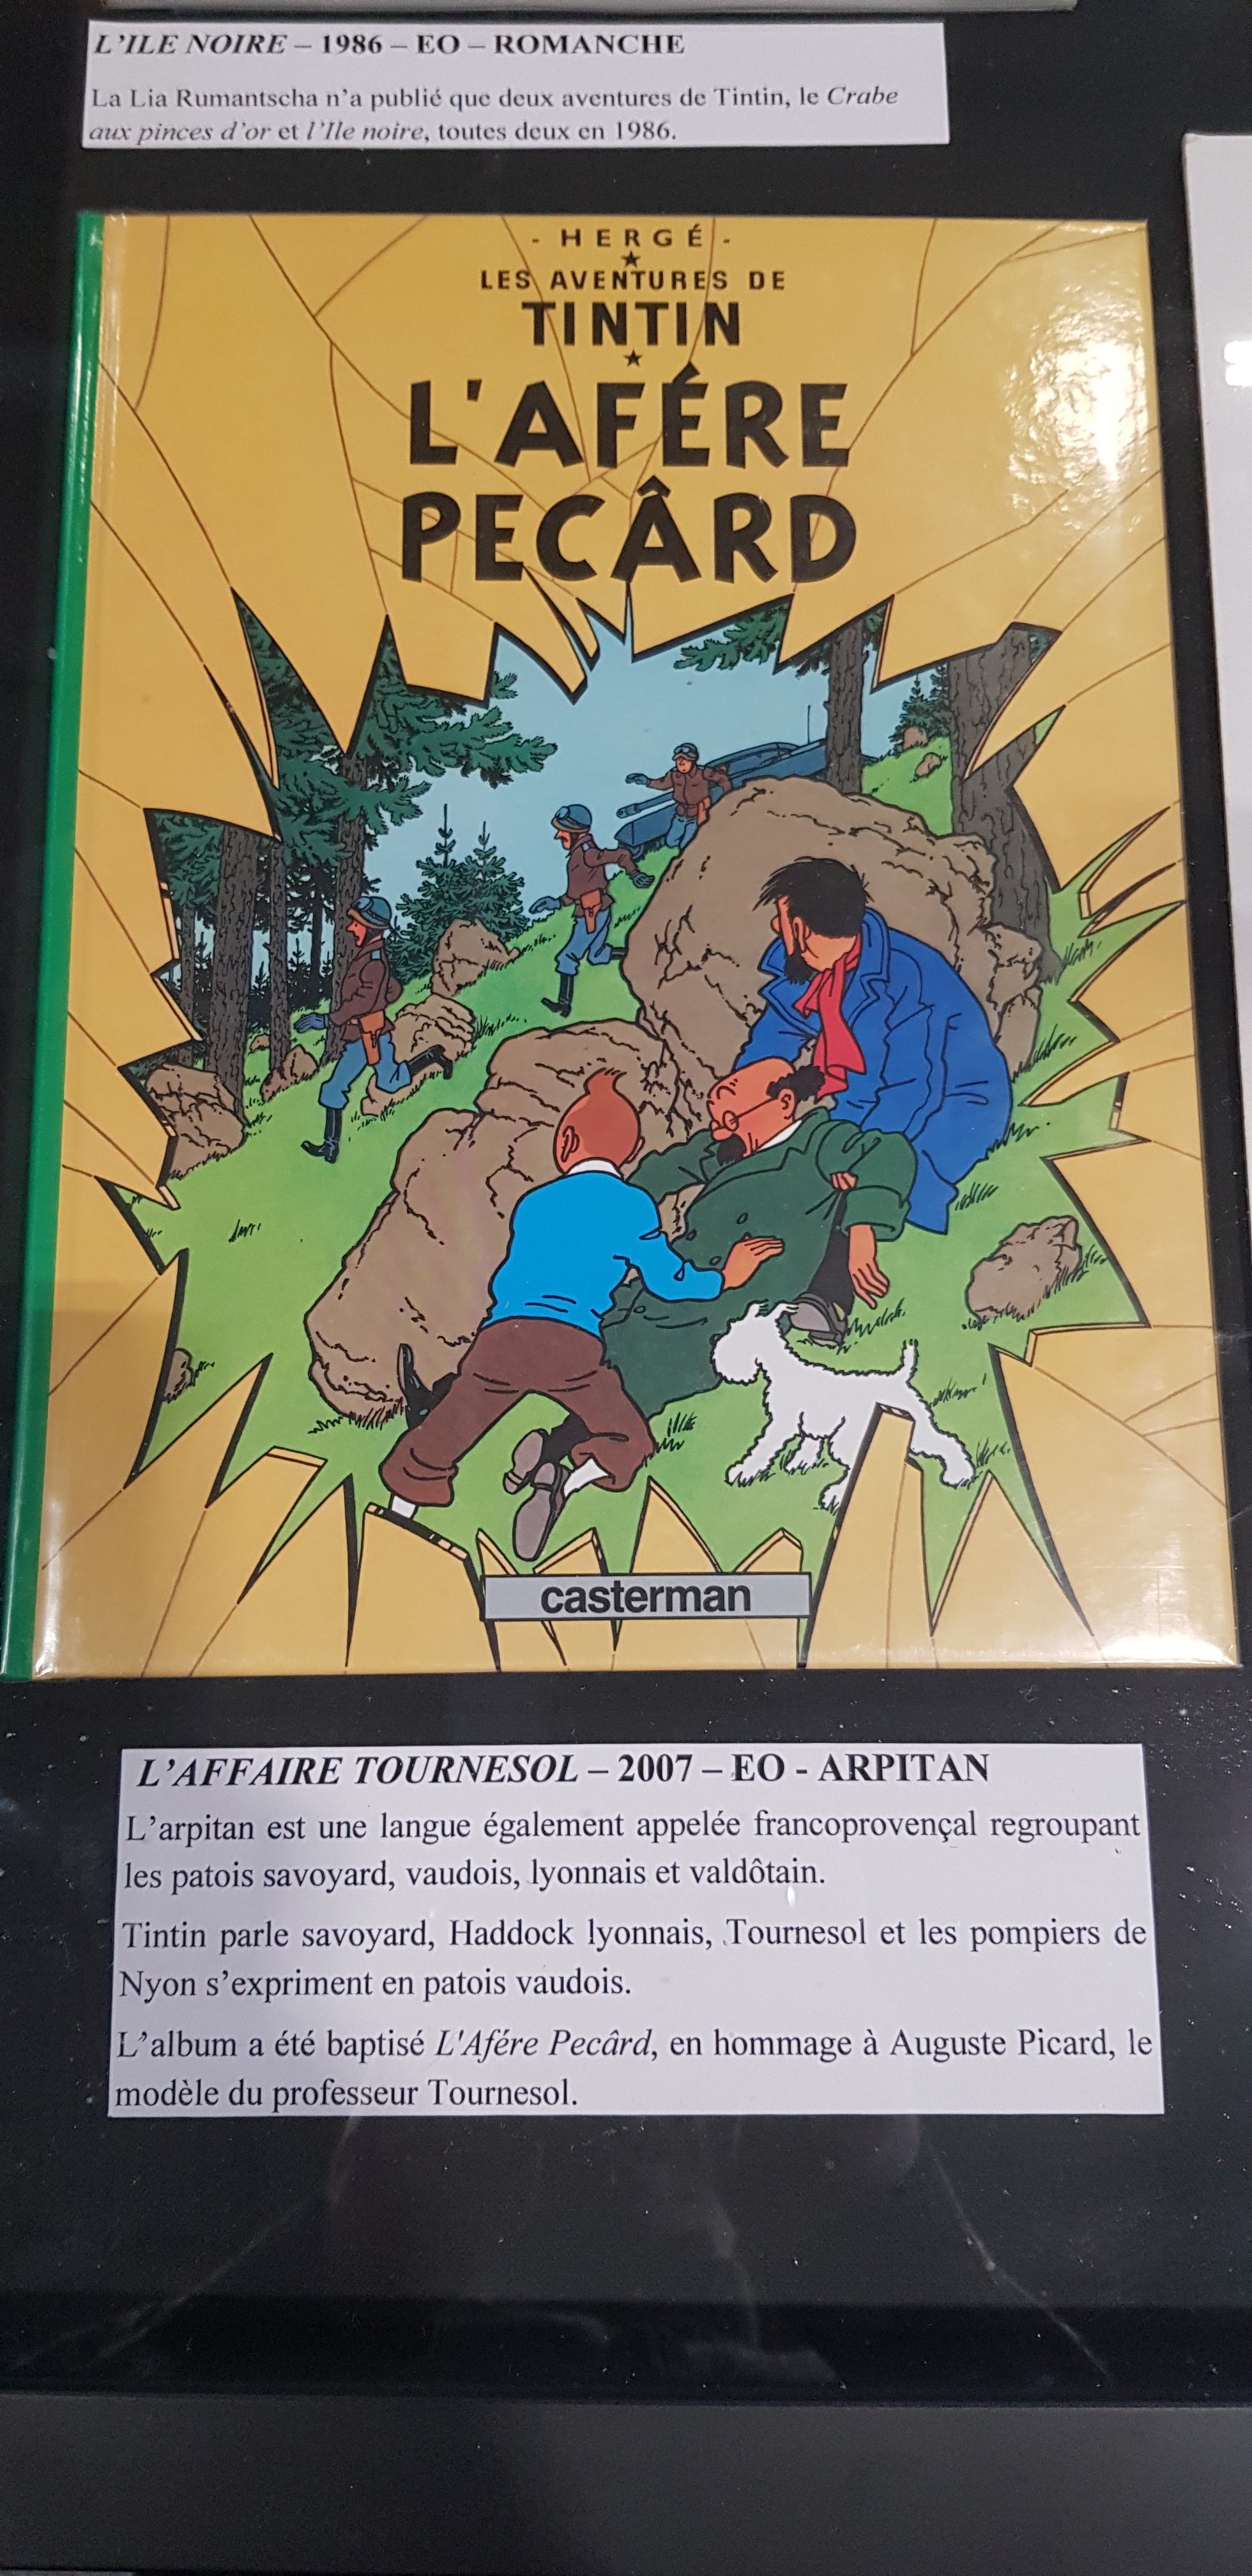 L'ILE NOIRE – 1986 – EO – ROMANCHE
La Lia Rumantscha n'a publié que deux aventures de Tintin, le Crabe
aux pinces d'or et l'Ile noire, toutes deux en 1986.
- HERGÉ -
LES AVENTURES DE
TINTIN
L'AFÉRE
PECÂRD
casterman
L'AFFAIRE TOURNESOL – 2007 – EO - ARPITAN
L'arpitan est une langue également appelée francoprovençal regroupant
les patois savoyard, vaudois, lyonnais et valdôtain.
Tintin parle savoyard, Haddock lyonnais, Tournesol et les pompiers de
Nyon s'expriment en patois vaudois.
L'album a été baptisé L'Afére Pecârd, en hommage à Auguste Picard, le
modèle du professeur Tournesol.